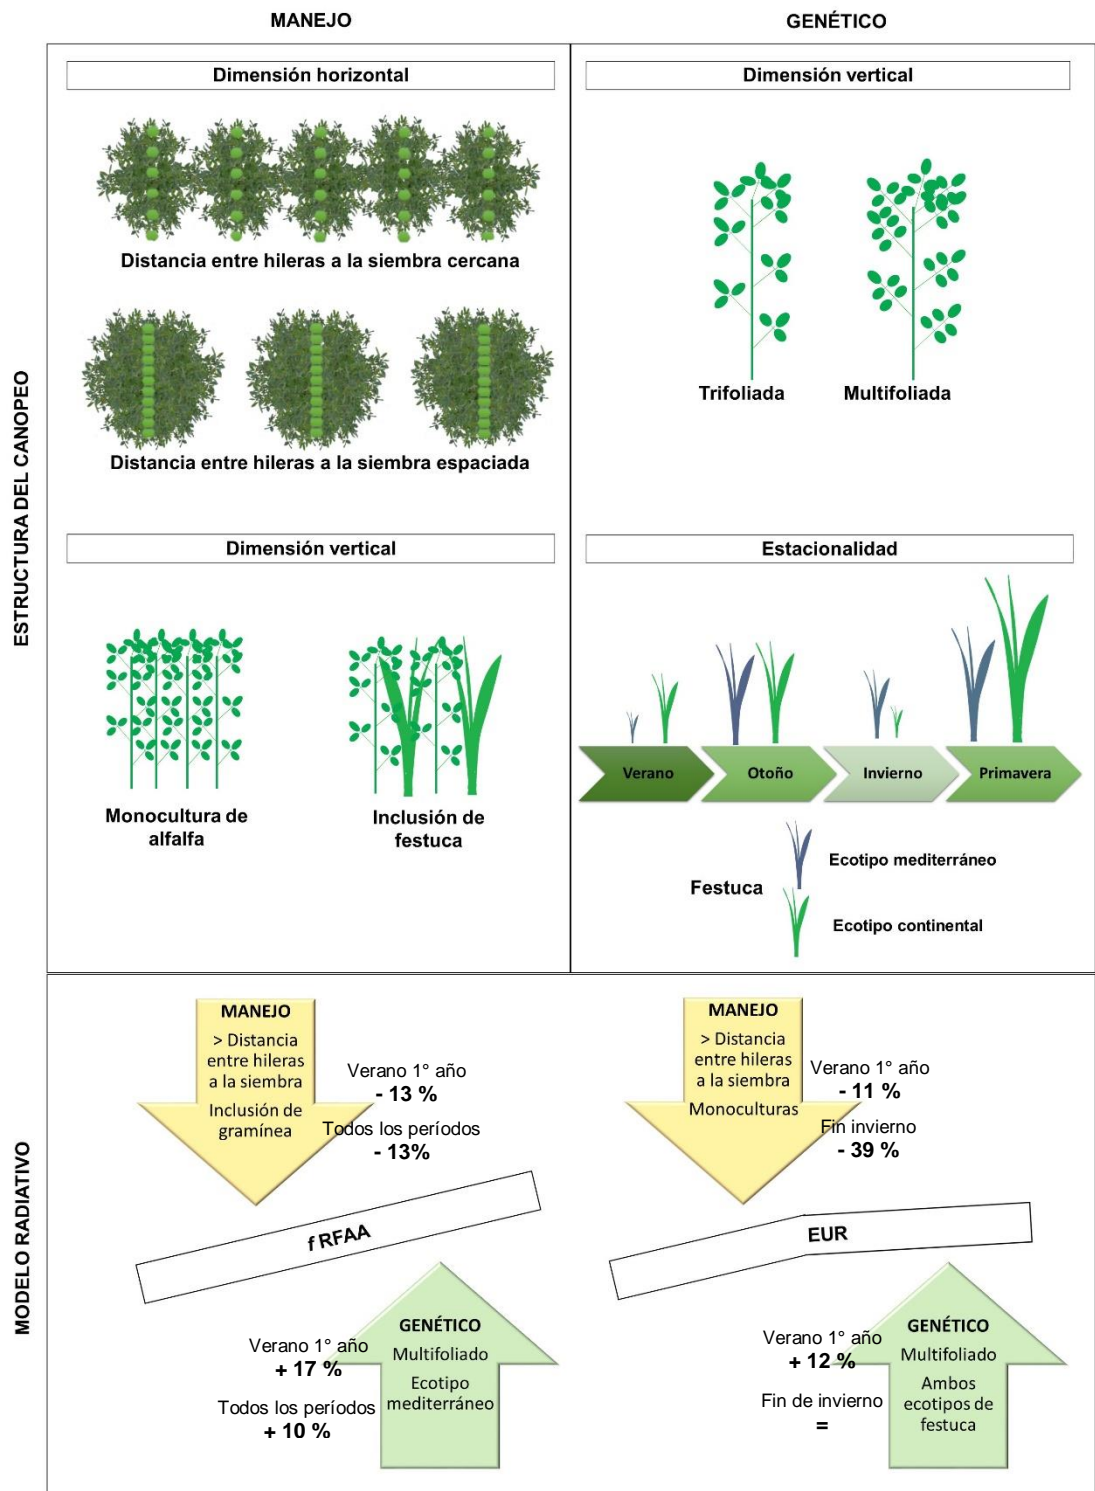 MANEJO
GENÉTICO
ESTRUCTURA DEL CANOPEO
Dimensión horizontal
Distancia entre hileras a la siembra cercana
Distancia entre hileras a la siembra espaciada
Dimensión vertical
Trifoliada
Multifoliada
Dimensión vertical
Monocultura de
alfalfa
Inclusión de
festuca
Estacionalidad
Verano
Otoño
Invierno
Primavera
Festuca
Ecotipo mediterráneo
Ecotipo continental
MODELO RADIATIVO
MANEJO
> Distancia
entre hileras
a la siembra
Inclusión de
gramínea
Verano 1° año
- 13 %
Todos los períodos
- 13%
f RFAA
Verano 1° año
+ 17 %
Todos los períodos
+ 10 %
GENÉTICO
Multifoliado
Ecotipo
mediterráneo
MANEJO
> Distancia
entre hileras
a la siembra
Monoculturas
Verano 1° año
- 11 %
Fin invierno
- 39 %
EUR
Verano 1° año
+ 12 %
Fin de invierno
=
GENÉTICO
Multifoliado
Ambos
ecotipos de
festuca